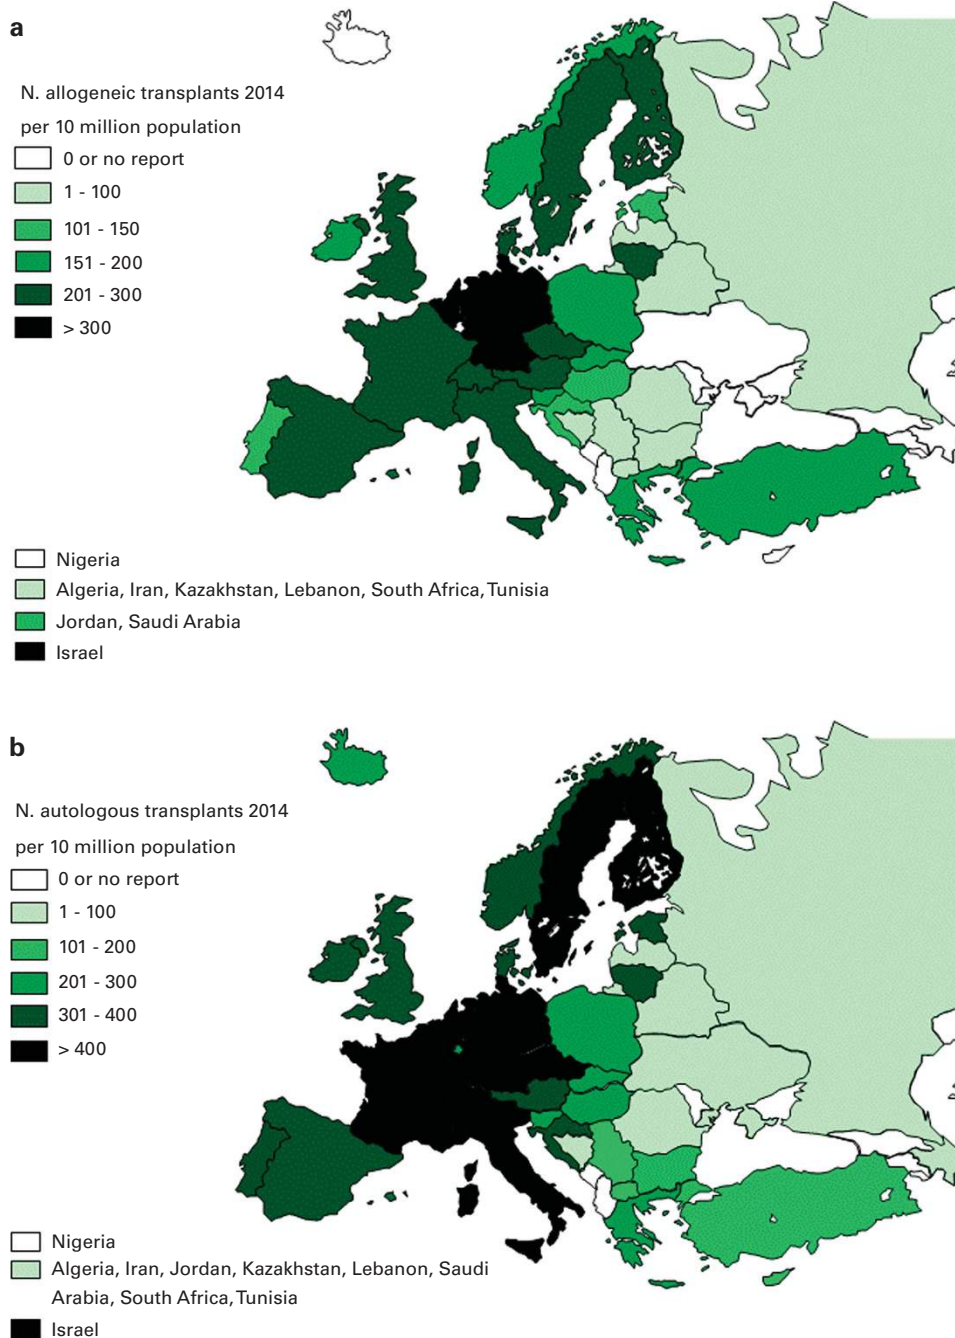 a
N. allogeneic transplants 2014
per 10 million population
0 or no report
1 - 100
101 - 150
151 - 200
201 - 300
> 300
Nigeria
Algeria, Iran, Kazakhstan, Lebanon, South Africa, Tunisia
Jordan, Saudi Arabia
Israel
b
N. autologous transplants 2014
per 10 million population
0 or no report
1 - 100
101 - 200
201 - 300
301 - 400
> 400
Nigeria
Algeria, Iran, Jordan, Kazakhstan, Lebanon, Saudi
Arabia, South Africa, Tunisia
Israel